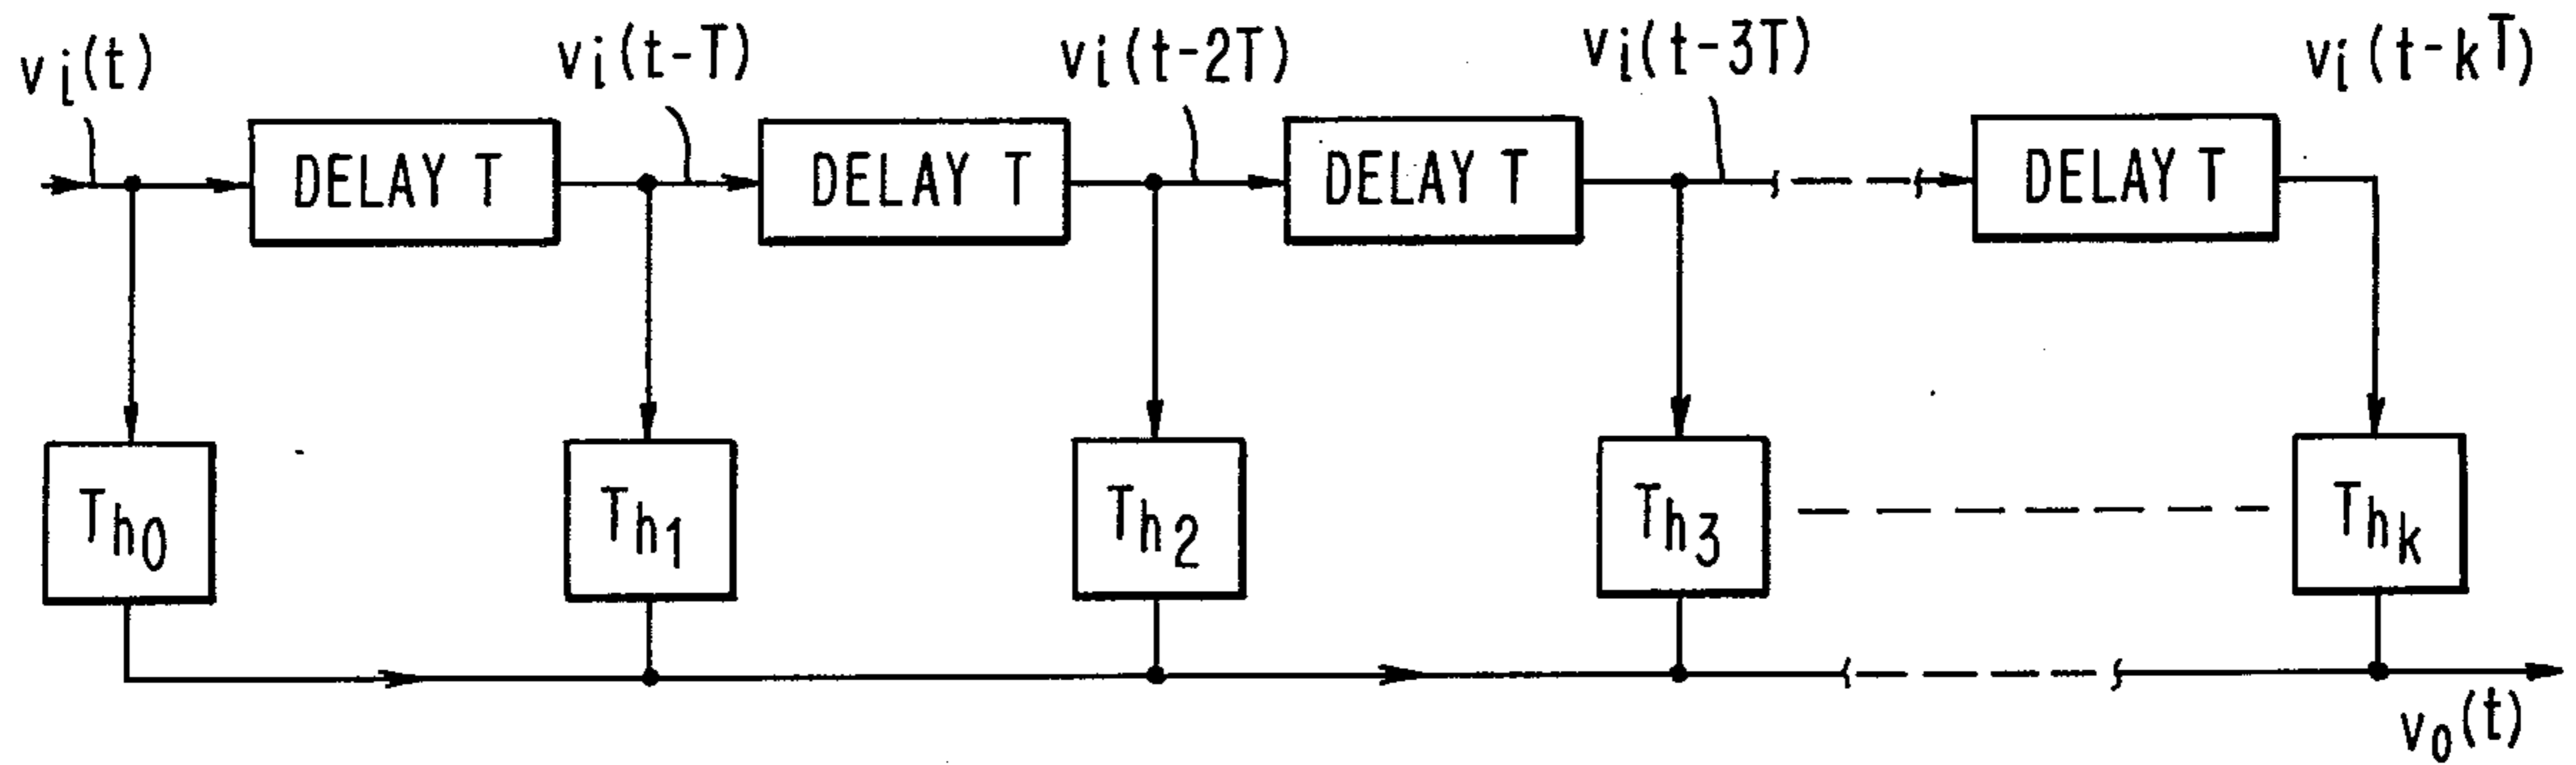 vi(t)
vi(t-T)
vi(t-2T)
vi(t-3T)
vi(t-kT)
DELAY T
DELAY T
DELAY T
DELAY T
Th0
Th1
Th2
Th3
Thk
v0(t)